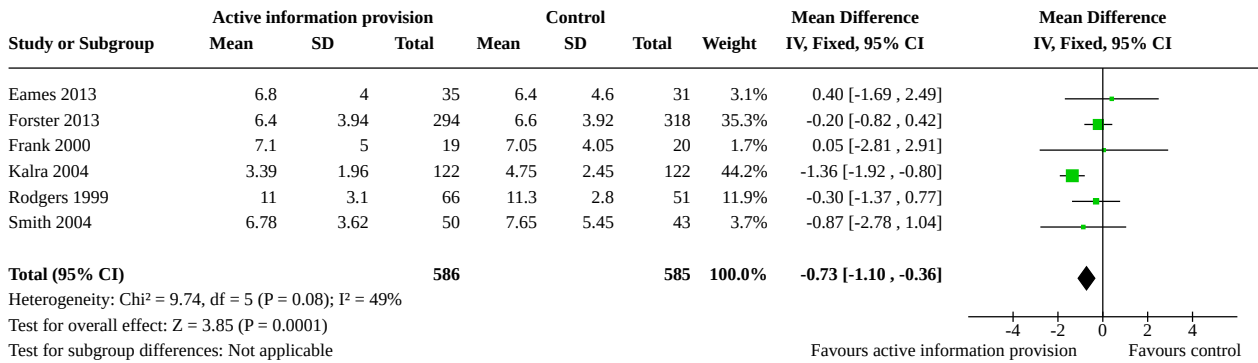 Active information provision Control Mean Difference Mean Difference
Study or Subgroup Mean SD Total Mean SD Total Weight IV, Fixed, 95% CI IV, Fixed, 95% CI
Eames 2013 6.8 4 35 6.4 4.6 31 3.1% 0.40 [-1.69 , 2.49]
Forster 2013 6.4 3.94 294 6.6 3.92 318 35.3% -0.20 [-0.82 , 0.42]
Frank 2000 7.1 5 19 7.05 4.05 20 1.7% 0.05 [-2.81 , 2.91]
Kalra 2004 3.39 1.96 122 4.75 2.45 122 44.2% -1.36 [-1.92 , -0.80]
Rodgers 1999 11 3.1 66 11.3 2.8 51 11.9% -0.30 [-1.37 , 0.77]
Smith 2004 6.78 3.62 50 7.65 5.45 43 3.7% -0.87 [-2.78 , 1.04]
Total (95% CI) 586 585 100.0% -0.73 [-1.10 , -0.36]
Heterogeneity: Chi² = 9.74, df = 5 (P = 0.08); I² = 49%
Test for overall effect: Z = 3.85 (P = 0.0001) -4 -2 0 2 4
Test for subgroup differences: Not applicable Favours active information provision Favours control